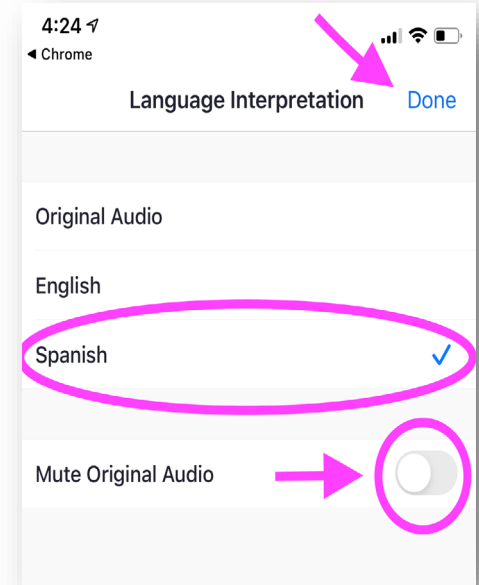 4:24
Chrome
Language Interpretation Done
Original Audio
English
Spanish
Mute Original Audio